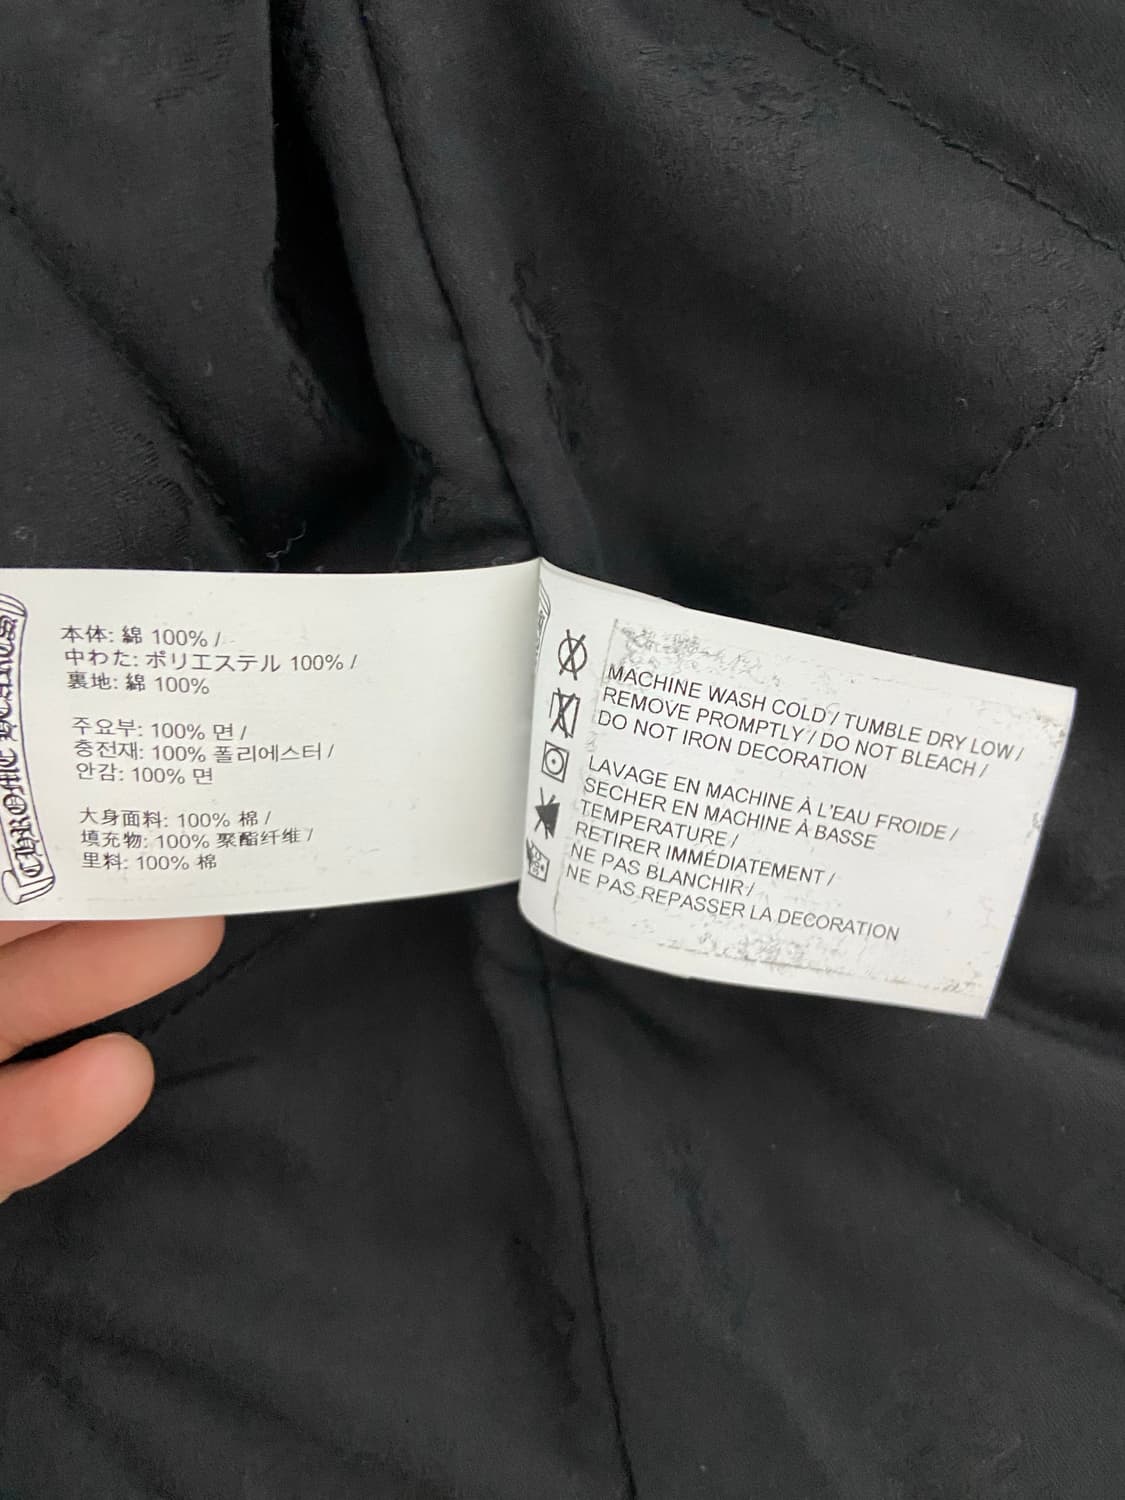 CHROME HEARTS
本体: 綿 100% /
中わた: ポリエステル 100% /
裏地: 綿 100%
주요부: 100% 면 /
충전재: 100% 폴리에스터 /
안감: 100% 면
大身面料: 100% 棉 /
填充物: 100% 聚酯纤维 /
里料: 100% 棉
MACHINE WASH COLD / TUMBLE DRY LOW /
REMOVE PROMPTLY / DO NOT BLEACH /
DO NOT IRON DECORATION
LAVAGE EN MACHINE À L'EAU FROIDE /
SECHER EN MACHINE À BASSE
TEMPERATURE /
RETIRER IMMÉDIATEMENT /
NE PAS BLANCHIR /
NE PAS REPASSER LA DECORATION